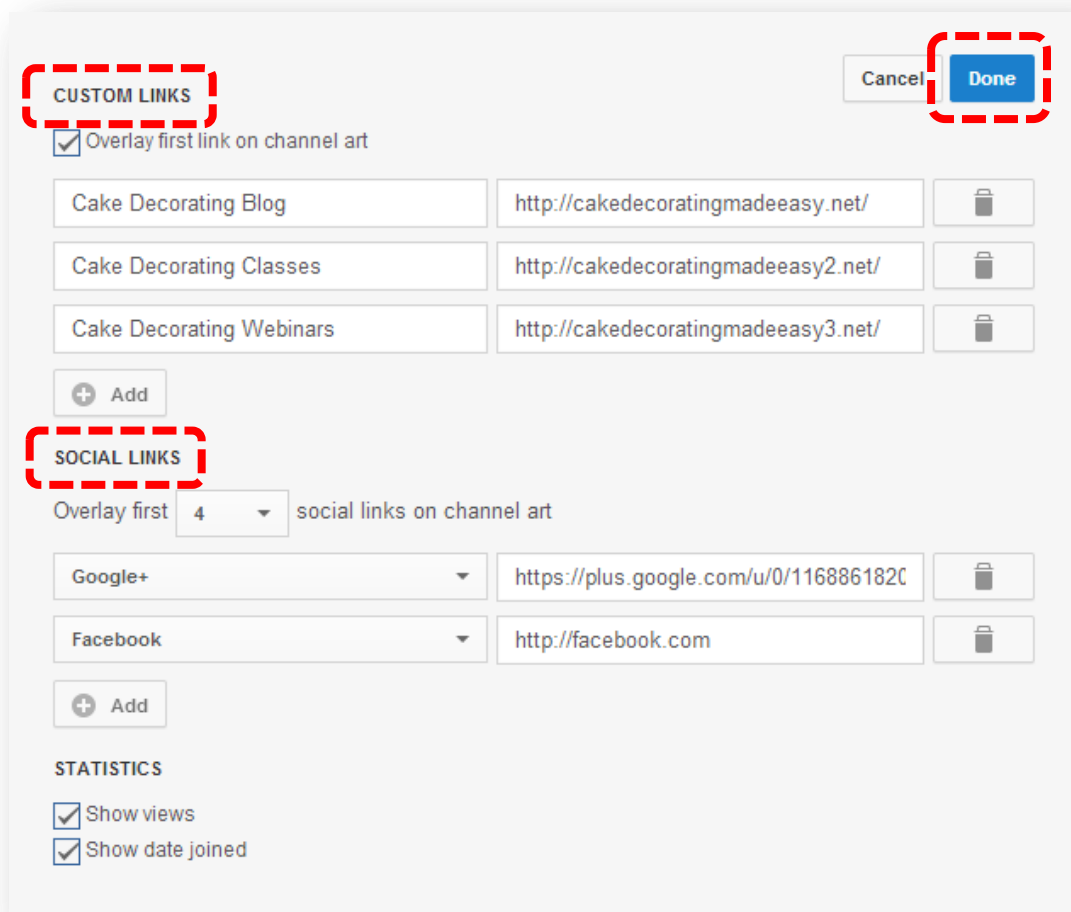 Cancel Done
CUSTOM LINKS
Overlay first link on channel art
Cake Decorating Blog http://cakedecoratingmadeeasy.net/
Cake Decorating Classes http://cakedecoratingmadeeasy2.net/
Cake Decorating Webinars http://cakedecoratingmadeeasy3.net/
Add
SOCIAL LINKS
Overlay first 4 social links on channel art
Google+ https://plus.google.com/u/0/1168861820
Facebook http://facebook.com
Add
STATISTICS
Show views
Show date joined